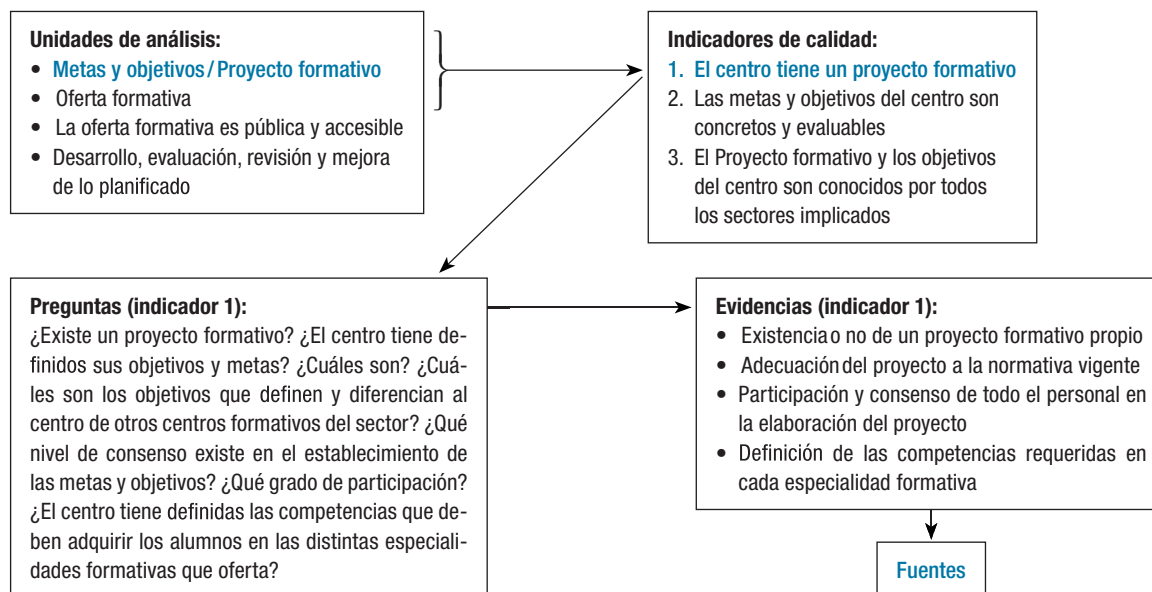 Unidades de análisis:
• Metas y objetivos / Proyecto formativo
• Oferta formativa
• La oferta formativa es pública y accesible
• Desarrollo, evaluación, revisión y mejora
de lo planificado
Indicadores de calidad:
1. El centro tiene un proyecto formativo
2. Las metas y objetivos del centro son
concretos y evaluables
3. El Proyecto formativo y los objetivos
del centro son conocidos por todos
los sectores implicados
Preguntas (indicador 1):
¿Existe un proyecto formativo? ¿El centro tiene de-
finidos sus objetivos y metas? ¿Cuáles son? ¿Cuá-
les son los objetivos que definen y diferencian al
centro de otros centros formativos del sector? ¿Qué
nivel de consenso existe en el establecimiento de
las metas y objetivos? ¿Qué grado de participación?
¿El centro tiene definidas las competencias que de-
ben adquirir los alumnos en las distintas especiali-
dades formativas que oferta?
Evidencias (indicador 1):
• Existencia o no de un proyecto formativo propio
• Adecuación del proyecto a la normativa vigente
• Participación y consenso de todo el personal en
la elaboración del proyecto
• Definición de las competencias requeridas en
cada especialidad formativa
Fuentes